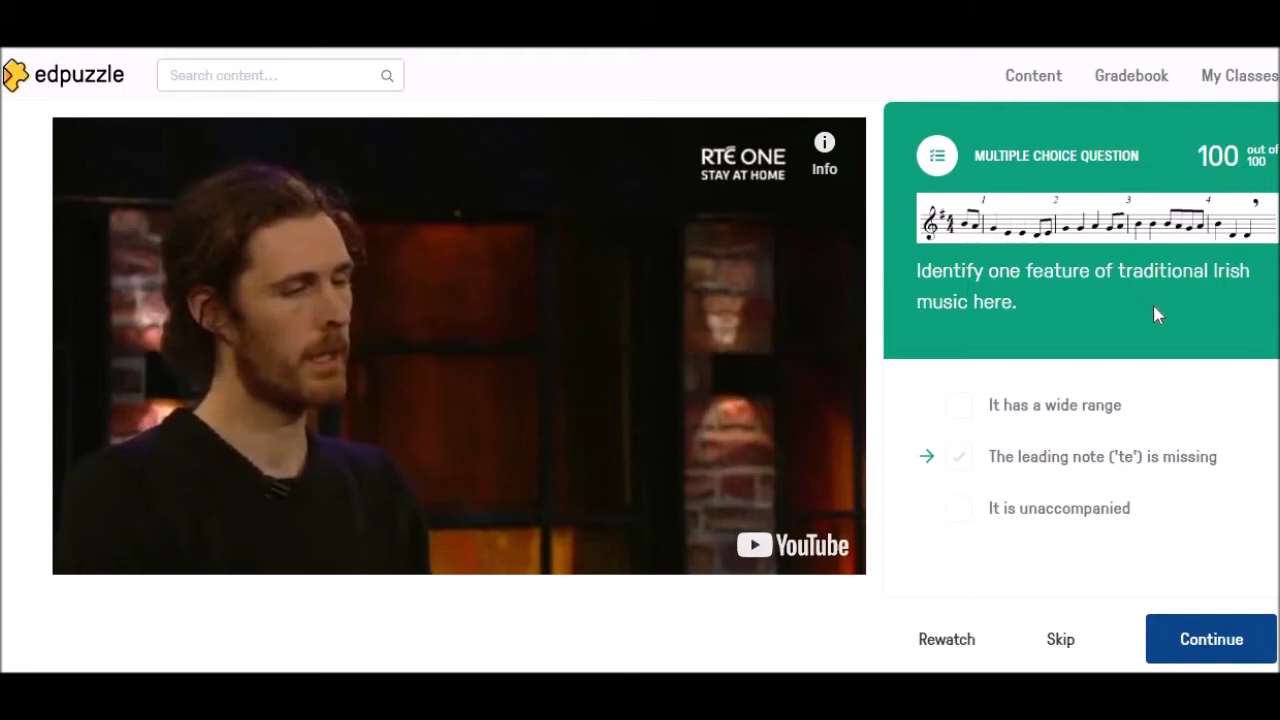 edpuzzle
Search content...
Content
Gradebook
My Classes
RTÉ ONE
STAY AT HOME
Info
YouTube
MULTIPLE CHOICE QUESTION
100 out of 100
1 2 3 4
Identify one feature of traditional Irish
music here.
It has a wide range
The leading note ('te') is missing
It is unaccompanied
Rewatch
Skip
Continue